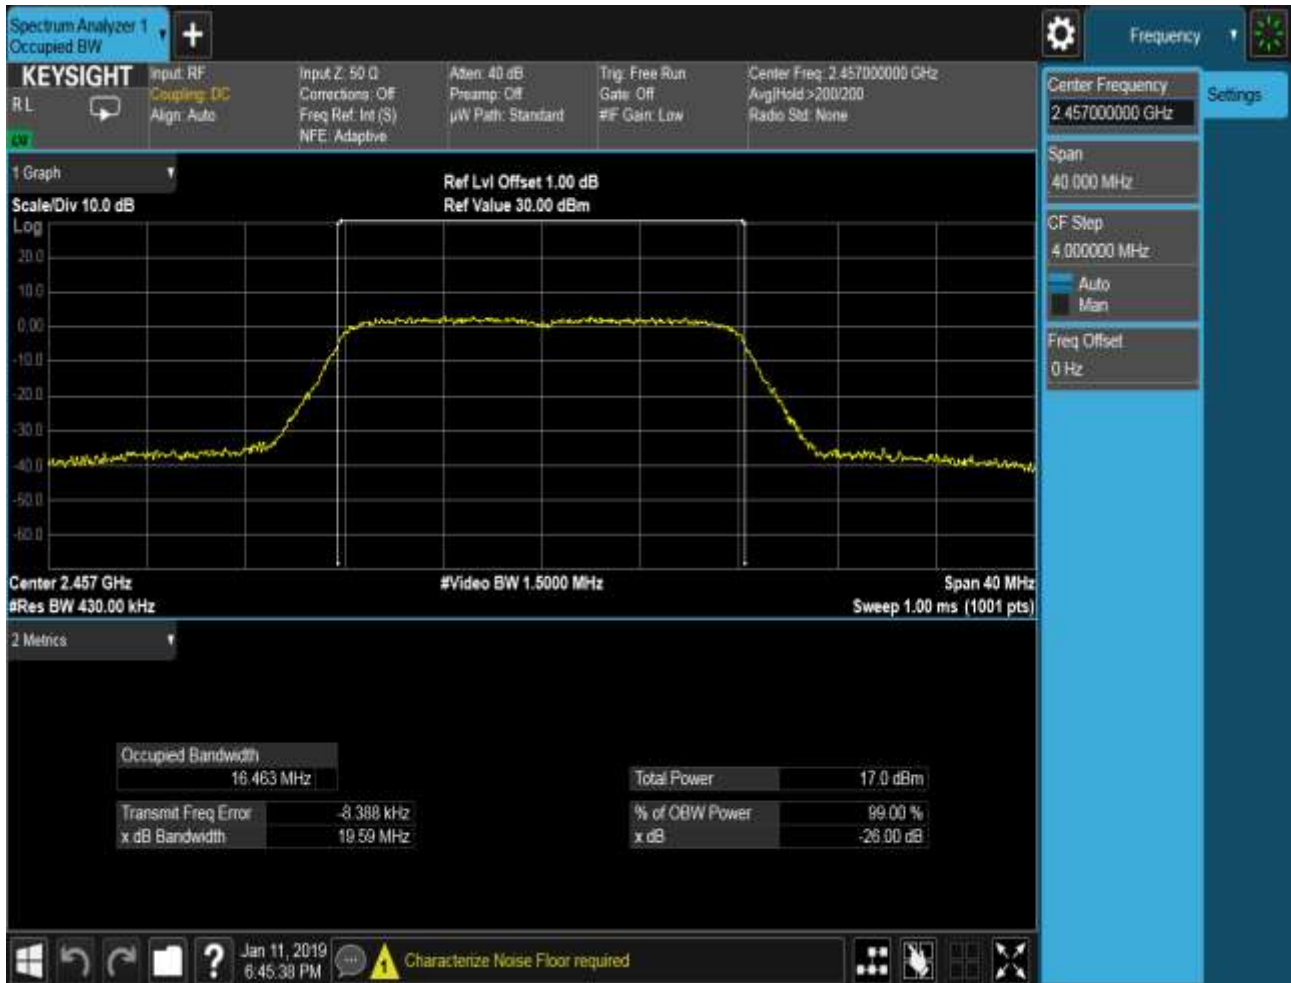 Spectrum Analyzer 1
Occupied BW
Frequency
KEYSIGHT
R L
Input: RF
Coupling: DC
Align: Auto
Input Z: 50 Ω
Corrections: Off
Freq Ref: Int (S)
NFE: Adaptive
Atten: 40 dB
Preamp: Off
µW Path: Standard
Trig: Free Run
Gate: Off
#IF Gain: Low
Center Freq: 2.457000000 GHz
Avg|Hold:>200/200
Radio Std: None
Center Frequency
2.457000000 GHz
Settings
Span
40.000 MHz
CF Step
4.000000 MHz
Auto
Man
Freq Offset
0 Hz
1 Graph
Scale/Div 10.0 dB
Ref Lvl Offset 1.00 dB
Ref Value 30.00 dBm
Log
20.0
10.0
0.00
-10.0
-20.0
-30.0
-40.0
-50.0
-60.0
Center 2.457 GHz
#Video BW 1.5000 MHz
Span 40 MHz
#Res BW 430.00 kHz
Sweep 1.00 ms (1001 pts)
2 Metrics
Occupied Bandwidth
16.463 MHz
Total Power 17.0 dBm
Transmit Freq Error -8.388 kHz
% of OBW Power 99.00 %
x dB Bandwidth 19.59 MHz
x dB -26.00 dB
?
Jan 11, 2019
6:45:38 PM
1
Characterize Noise Floor required